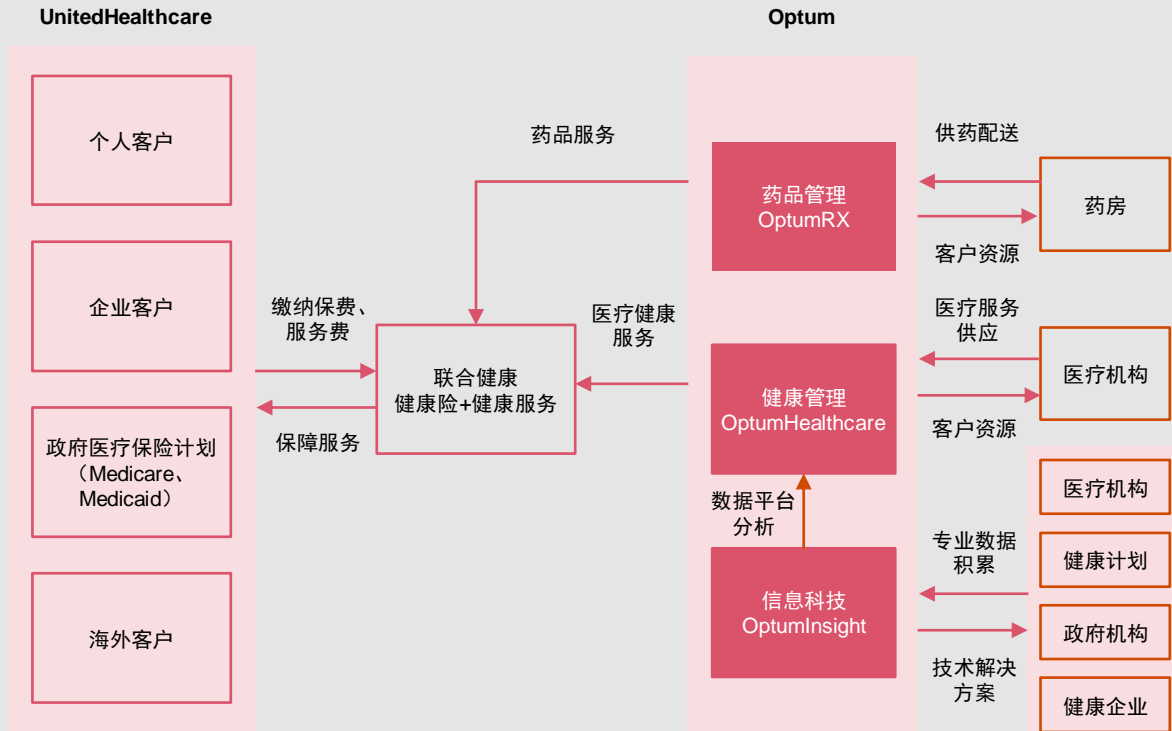 UnitedHealthcare
Optum
个人客户
企业客户
政府医疗保险计划
（Medicare、
Medicaid）
海外客户
缴纳保费、
服务费
保障服务
联合健康
健康险+健康服务
药品服务
医疗健康
服务
药品管理
OptumRX
健康管理
OptumHealthcare
数据平台
分析
信息科技
OptumInsight
供药配送
客户资源
药房
医疗服务
供应
客户资源
医疗机构
专业数据
积累
技术解决
方案
医疗机构
健康计划
政府机构
健康企业